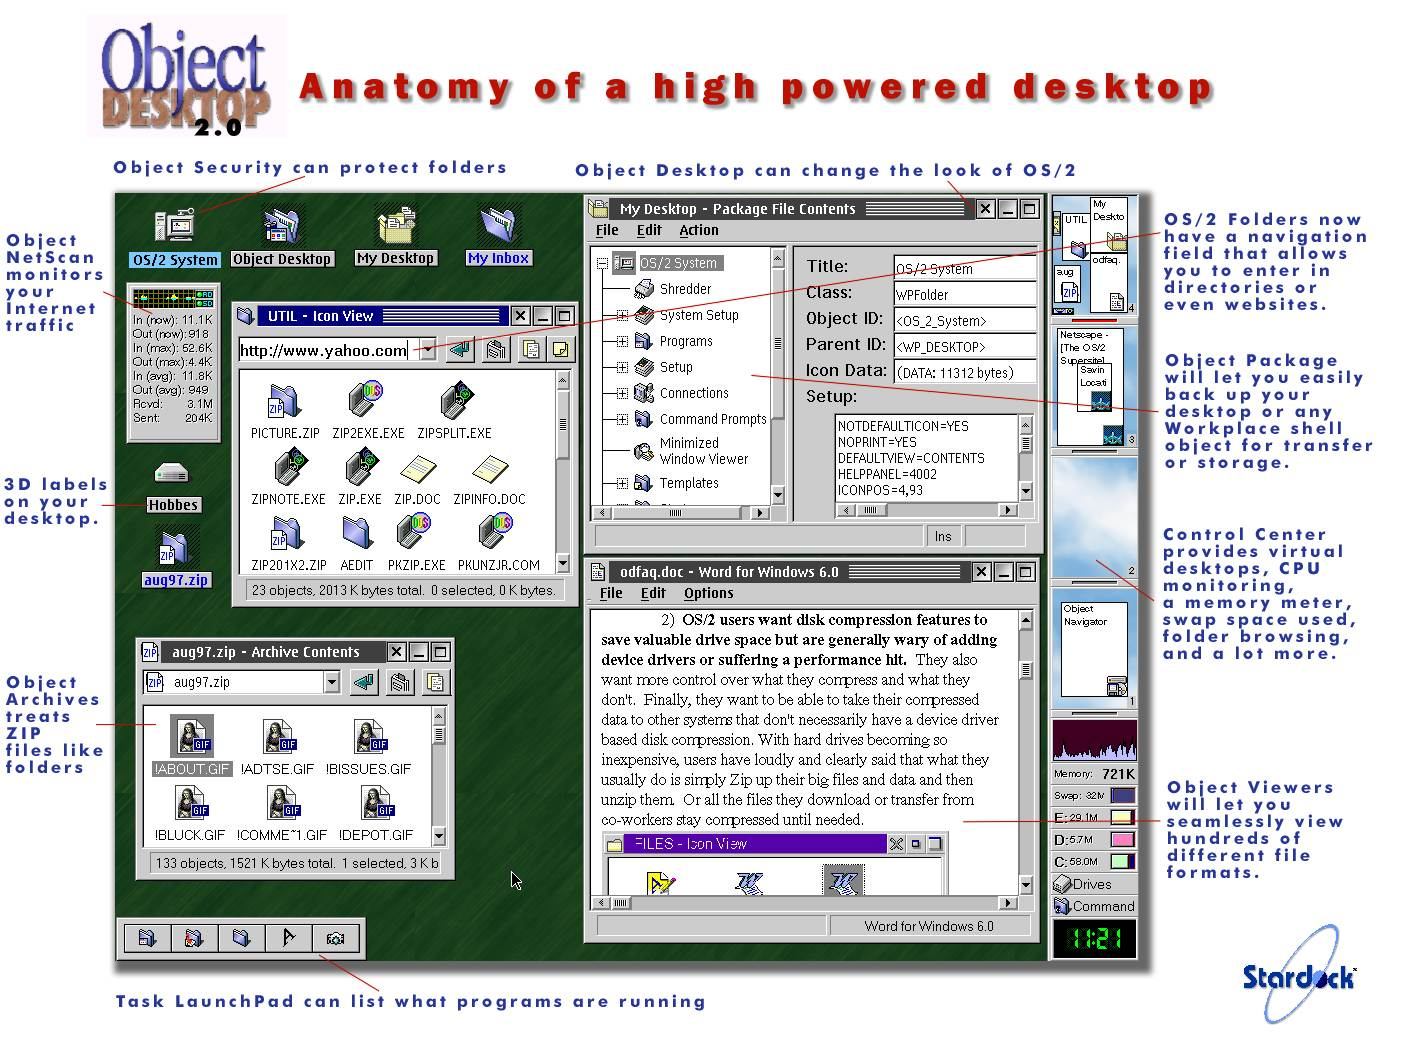 Object
DESKTOP
2.0
Anatomy of a high powered desktop
Object Security can protect folders
Object Desktop can change the look of OS/2
Object
NetScan
monitors
your
Internet
traffic
3D labels
on your
desktop.
Object
Archives
treats
ZIP
files like
folders
OS/2 System
Object Desktop
My Desktop
My Inbox
In (now): 11.1K
Out (now): 918
In (max): 52.6K
Out (max): 4.4K
In (avg): 11.8K
Out (avg): 949
Rcvd: 3.1M
Sent: 204K
Hobbes
ZIP
aug97.zip
UTIL - Icon View
http://www.yahoo.com
ZIP
DOS
PICTURE.ZIP ZIP2EXE.EXE ZIPSPLIT.EXE
ZIPNOTE.EXE ZIP.EXE ZIP.DOC ZIPINFO.DOC
ZIP
DOS
DOS
ZIP201X2.ZIP AEDIT PKZIP.EXE PKUNZJR.COM
23 objects, 2013 K bytes total. 0 selected, 0 K bytes.
ZIP
aug97.zip - Archive Contents
ZIP
aug97.zip
GIF GIF GIF
!ABOUT.GIF !ADTSE.GIF !BISSUES.GIF
GIF GIF GIF
!BLUCK.GIF !COMME~1.GIF !DEPOT.GIF
133 objects, 1521 K bytes total. 1 selected, 3 K b
My Desktop - Package File Contents
File Edit Action
OS/2 System
Shredder
System Setup
Programs
Setup
Connections
Command Prompts
Minimized
Window Viewer
Templates
Title: OS/2 System
Class: WPFolder
Object ID: <OS_2_System>
Parent ID: <WP_DESKTOP>
Icon Data: (DATA: 11312 bytes)
Setup:
NOTDEFAULTICON=YES
NOPRINT=YES
DEFAULTVIEW=CONTENTS
HELPPANEL=4002
ICONPOS=4,93
Ins
odfaq.doc - Word for Windows 6.0
File Edit Options
2) OS/2 users want disk compression features to
save valuable drive space but are generally wary of adding
device drivers or suffering a performance hit. They also
want more control over what they compress and what they
don't. Finally, they want to be able to take their compressed
data to other systems that don't necessarily have a device driver
based disk compression. With hard drives becoming so
inexpensive, users have loudly and clearly said that what they
usually do is simply Zip up their big files and data and then
unzip them. Or all the files they download or transfer from
co-workers stay compressed until needed.
FILES - Icon View
Word for Windows 6.0
My
Deskto
UTIL
odfaq.
aug
ZIP
4
Netscape -
[The OS/2
Supersite]
Savin
Locati
3
2
Object
Navigator
1
Memory: 721K
Swap: 32M
E: 29.1M
D: 5.7M
C: 58.0M
Drives
Command
11:21
OS/2 Folders now
have a navigation
field that allows
you to enter in
directories or
even websites.
Object Package
will let you easily
back up your
desktop or any
Workplace shell
object for transfer
or storage.
Control Center
provides virtual
desktops, CPU
monitoring,
a memory meter,
swap space used,
folder browsing,
and a lot more.
Object Viewers
will let you
seamlessly view
hundreds of
different file
formats.
Task LaunchPad can list what programs are running
Stardock